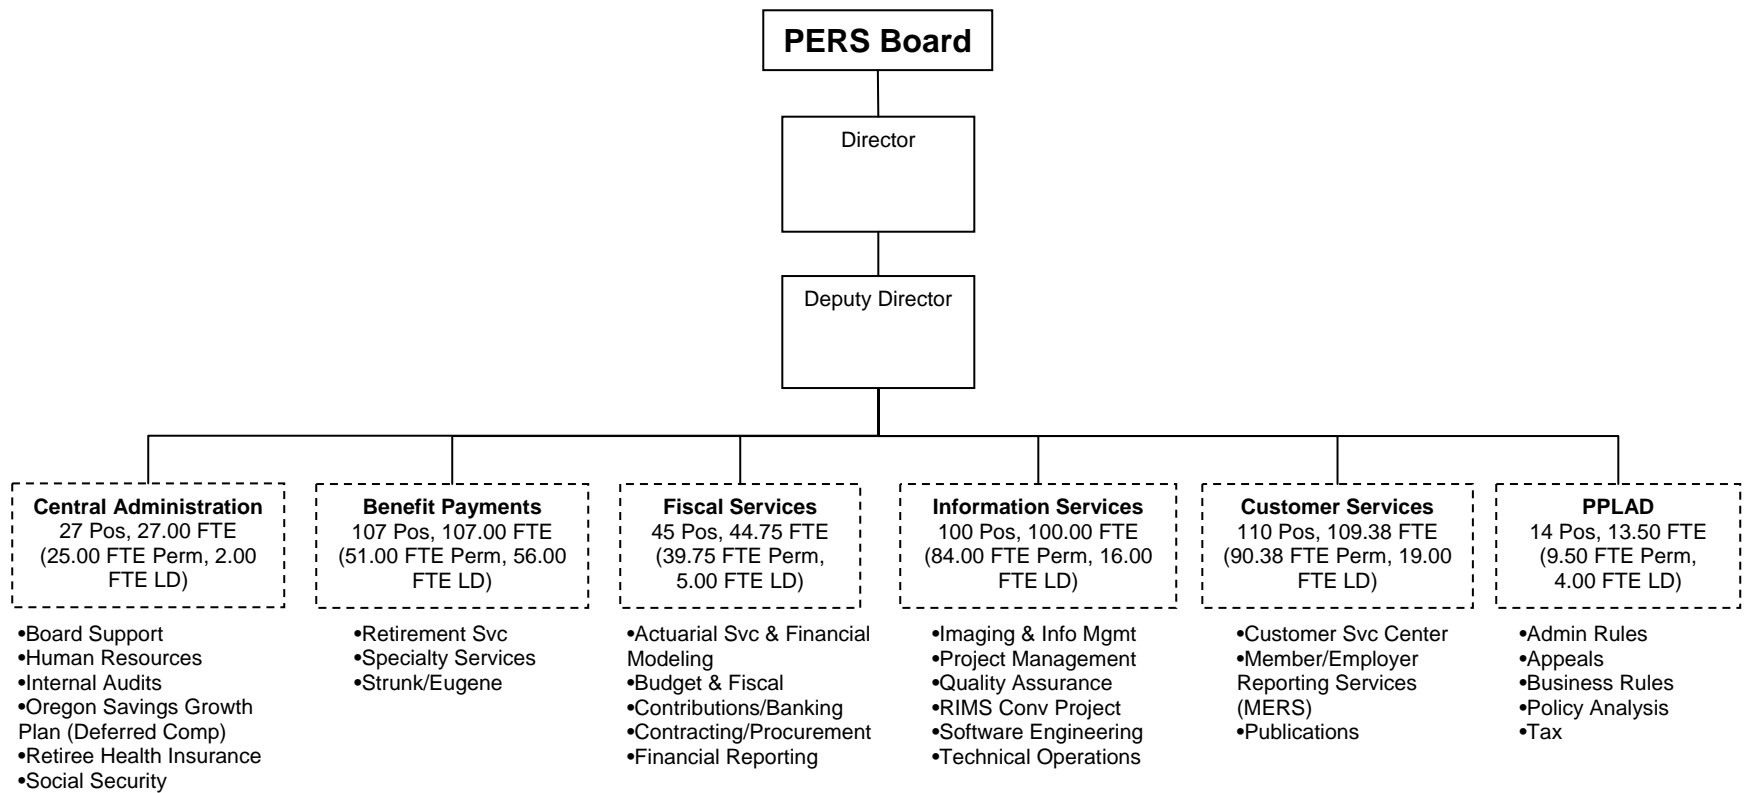 PERS Board
Director
Deputy Director
Central Administration
27 Pos, 27.00 FTE
(25.00 FTE Perm, 2.00
FTE LD)
•Board Support
•Human Resources
•Internal Audits
•Oregon Savings Growth
Plan (Deferred Comp)
•Retiree Health Insurance
•Social Security
Benefit Payments
107 Pos, 107.00 FTE
(51.00 FTE Perm, 56.00
FTE LD)
•Retirement Svc
•Specialty Services
•Strunk/Eugene
Fiscal Services
45 Pos, 44.75 FTE
(39.75 FTE Perm,
5.00 FTE LD)
•Actuarial Svc & Financial
Modeling
•Budget & Fiscal
•Contributions/Banking
•Contracting/Procurement
•Financial Reporting
Information Services
100 Pos, 100.00 FTE
(84.00 FTE Perm, 16.00
FTE LD)
•Imaging & Info Mgmt
•Project Management
•Quality Assurance
•RIMS Conv Project
•Software Engineering
•Technical Operations
Customer Services
110 Pos, 109.38 FTE
(90.38 FTE Perm, 19.00
FTE LD)
•Customer Svc Center
•Member/Employer
Reporting Services
(MERS)
•Publications
PPLAD
14 Pos, 13.50 FTE
(9.50 FTE Perm,
4.00 FTE LD)
•Admin Rules
•Appeals
•Business Rules
•Policy Analysis
•Tax